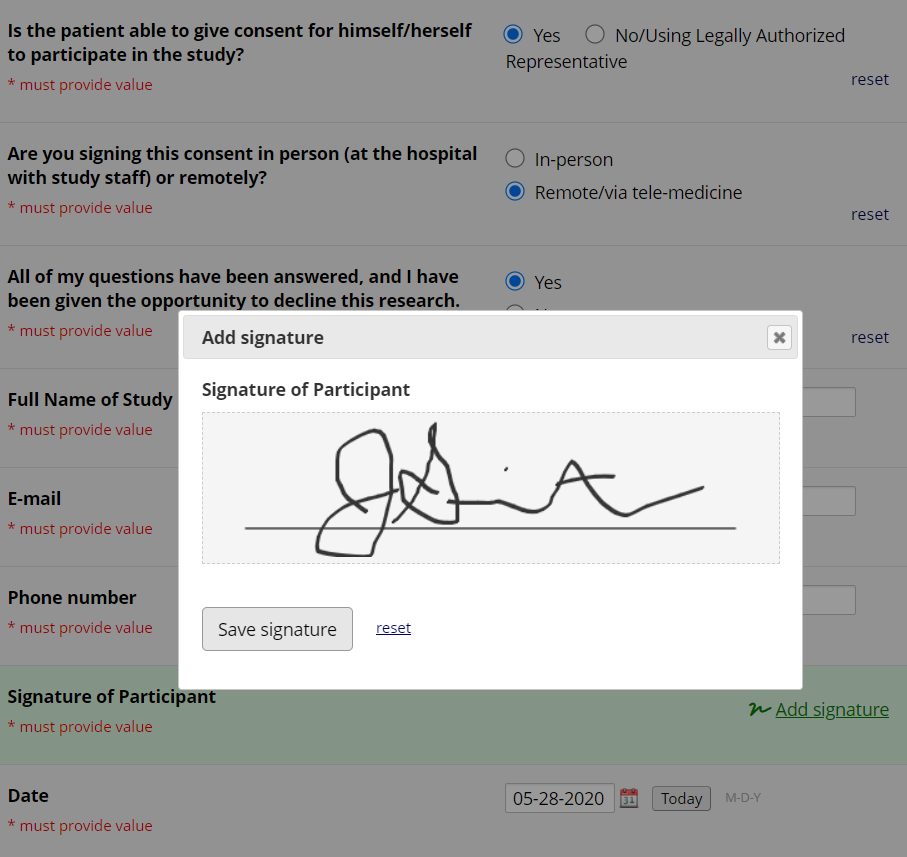 Is the patient able to give consent for himself/herself
to participate in the study?
* must provide value
Yes No/Using Legally Authorized
Representative
reset
Are you signing this consent in person (at the hospital
with study staff) or remotely?
* must provide value
In-person
Remote/via tele-medicine
reset
All of my questions have been answered, and I have
been given the opportunity to decline this research.
* must provide value
Yes
reset
Add signature
Signature of Participant
Save signature reset
Full Name of Study
* must provide value
E-mail
* must provide value
Phone number
* must provide value
Signature of Participant
* must provide value
Add signature
Date
* must provide value
05-28-2020 31 Today M-D-Y